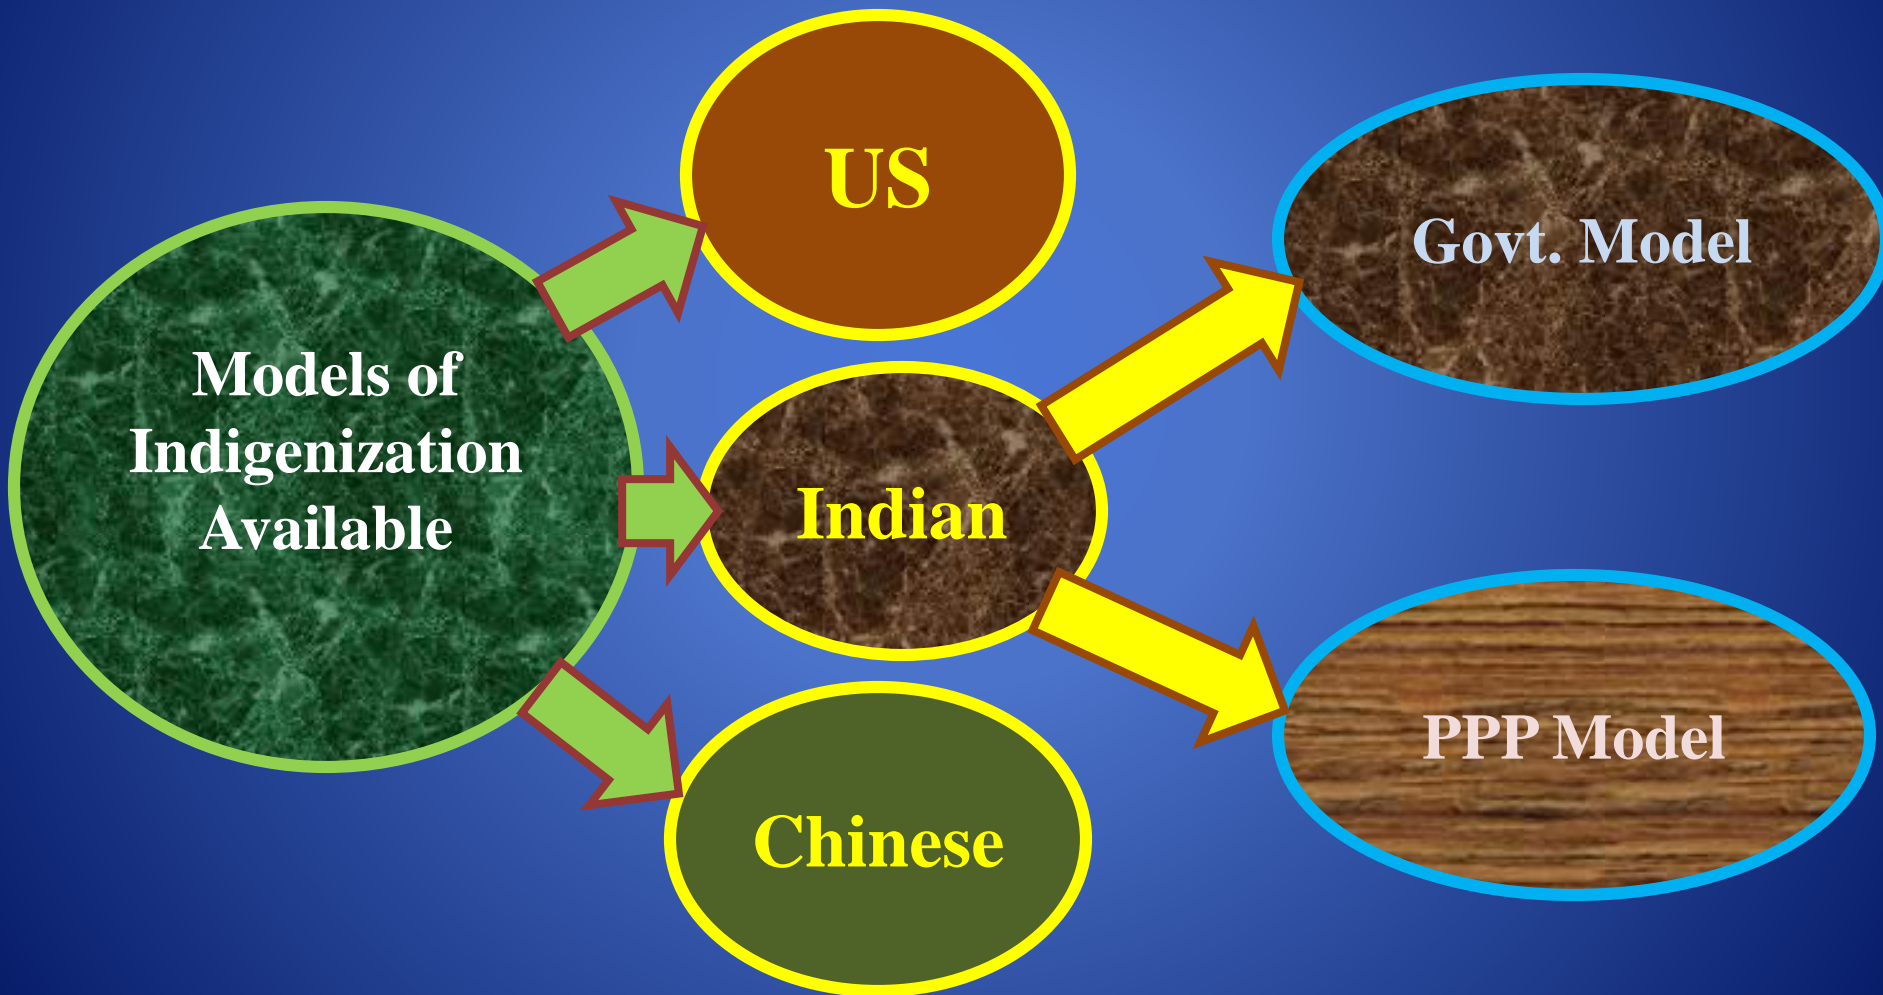 Models of
Indigenization
Available
US
Indian
Chinese
Govt. Model
PPP Model